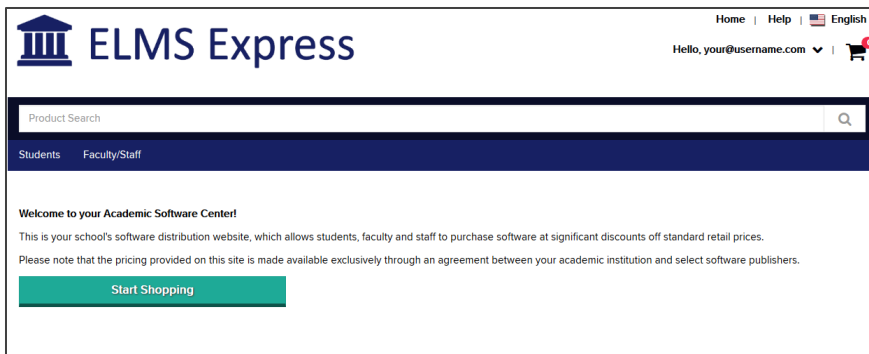 ELMS Express
Home | Help | English
Hello, your@username.com |
Product Search
Students Faculty/Staff
Welcome to your Academic Software Center!
This is your school's software distribution website, which allows students, faculty and staff to purchase software at significant discounts off standard retail prices.
Please note that the pricing provided on this site is made available exclusively through an agreement between your academic institution and select software publishers.
Start Shopping